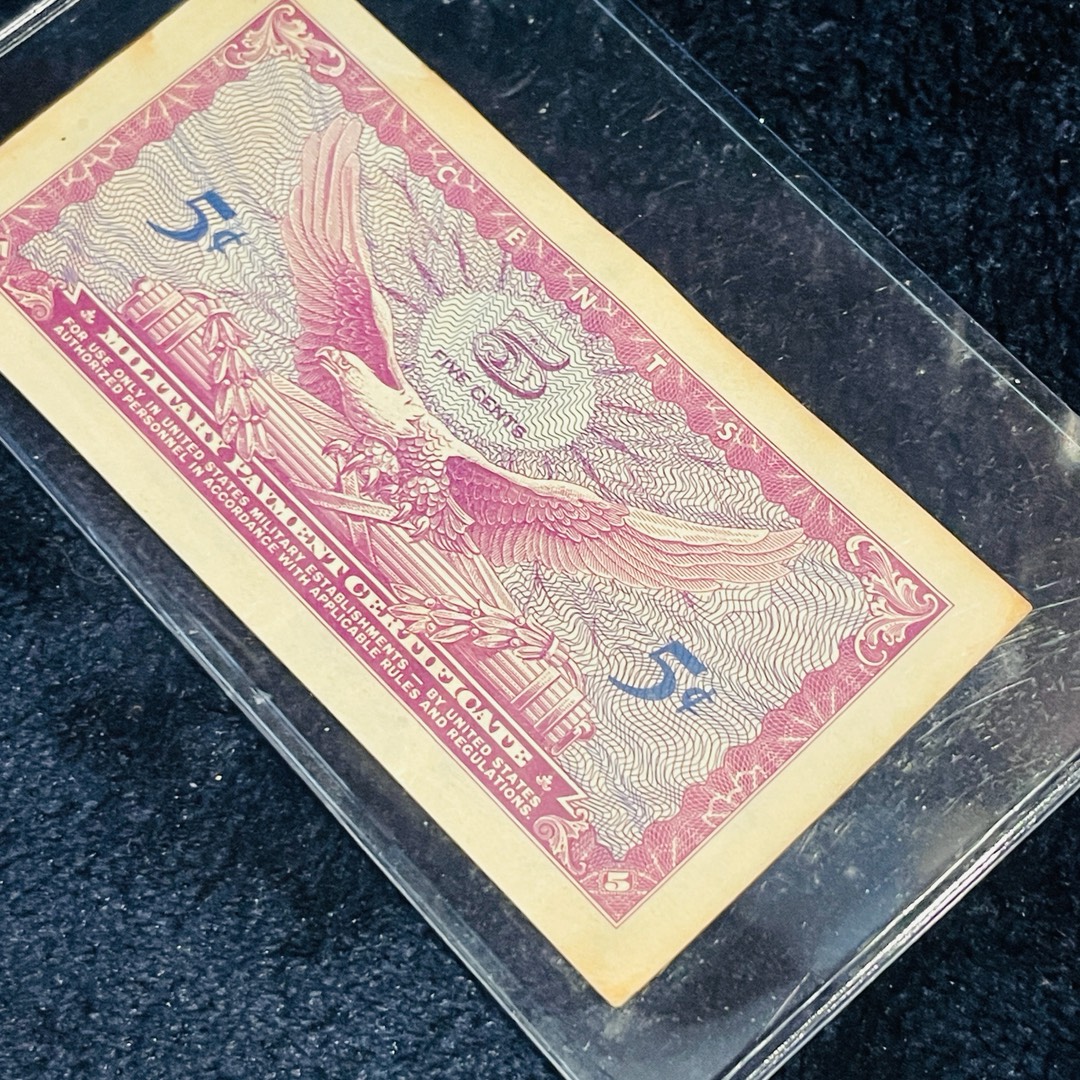 CENTS
5¢
5
FIVE CENTS
5¢
MILITARY PAYMENT CERTIFICATE
FOR USE ONLY IN UNITED STATES MILITARY ESTABLISHMENTS — BY UNITED STATES
AUTHORIZED PERSONNEL IN ACCORDANCE WITH APPLICABLE RULES AND REGULATIONS.
5